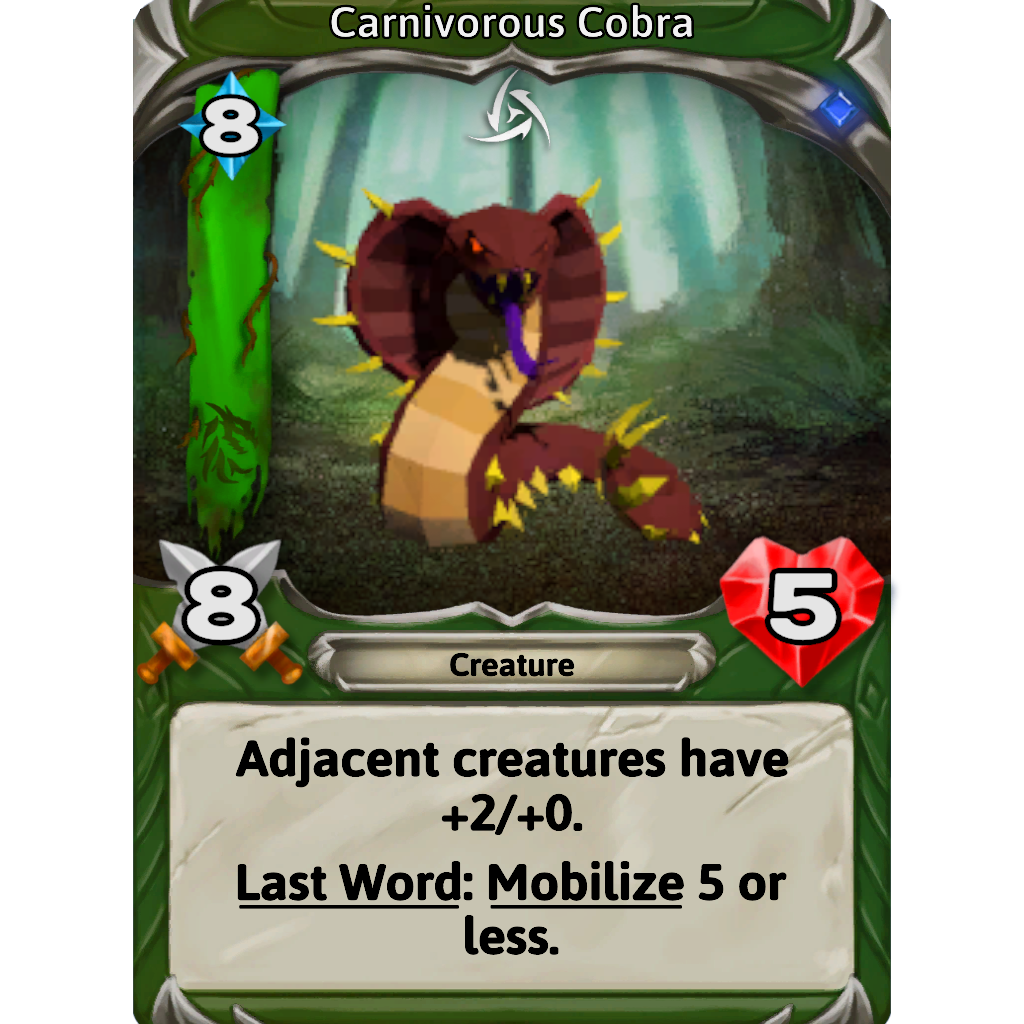 Carnivorous Cobra
8
8
5
Creature
Adjacent creatures have
+2/+0.
Last Word: Mobilize 5 or
less.